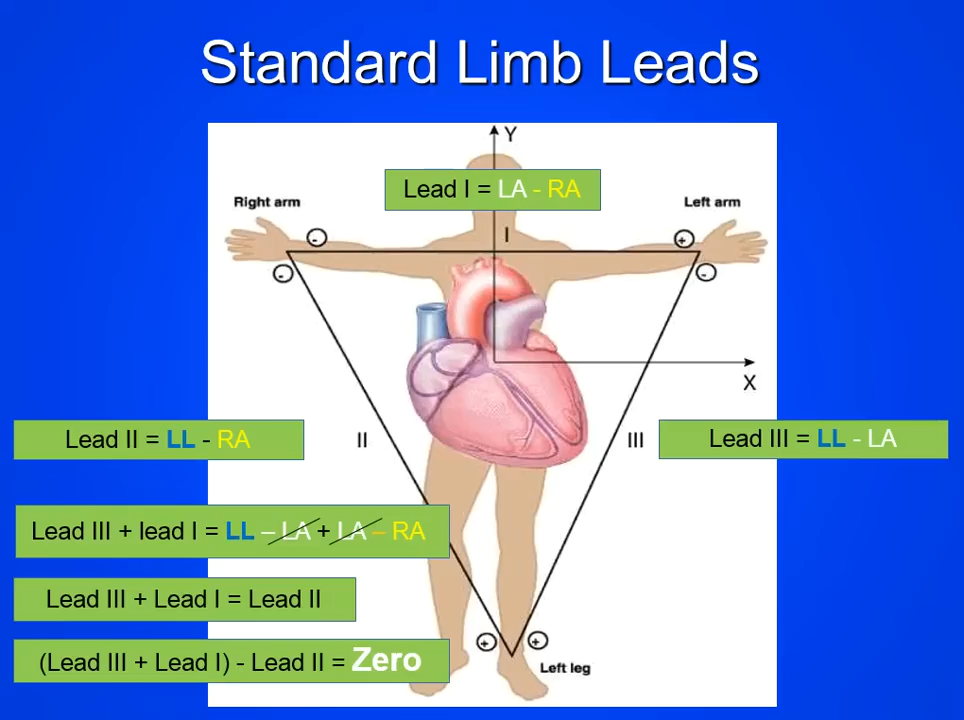 Standard Limb Leads
Y
Lead I = LA - RA
Right arm
Left arm
I
-
+
-
-
X
Lead II = LL - RA
II
III
Lead III = LL - LA
Lead III + lead I = LL – LA + LA – RA
Lead III + Lead I = Lead II
(Lead III + Lead I) - Lead II = Zero
+
+
Left leg